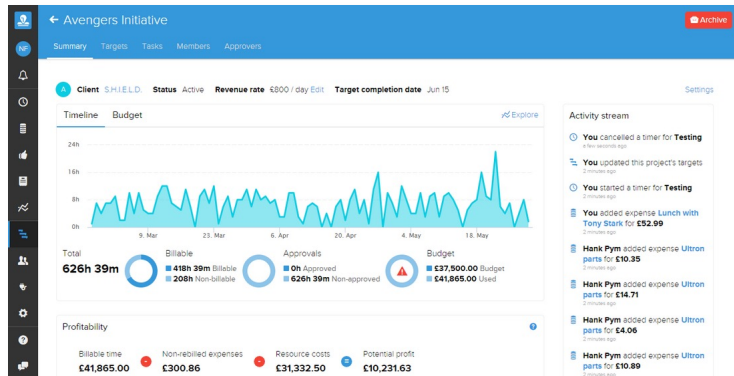 ← Avengers Initiative
Archive
NF
Summary Targets Tasks Members Approvers
A Client S.H.I.E.L.D. Status Active Revenue rate £800 / day Edit Target completion date Jun 15
Settings
Timeline Budget
Explore
24h
16h
8h
0h
9. Mar 23. Mar 6. Apr 20. Apr 4. May 18. May
Total
626h 39m
Billable
418h 39m Billable
208h Non-billable
Approvals
0h Approved
626h 39m Non-approved
Budget
£37,500.00 Budget
£41,865.00 Used
Profitability
Billable time
£41,865.00
Non-rebilled expenses
£300.86
Resource costs
£31,332.50
Potential profit
£10,231.63
Activity stream
You cancelled a timer for Testing
a few seconds ago
You updated this project's targets
2 minutes ago
You started a timer for Testing
2 minutes ago
You added expense Lunch with
Tony Stark for £52.99
2 minutes ago
Hank Pym added expense Ultron
parts for £10.35
2 minutes ago
Hank Pym added expense Ultron
parts for £14.71
2 minutes ago
Hank Pym added expense Ultron
parts for £4.06
2 minutes ago
Hank Pym added expense Ultron
parts for £10.89
2 minutes ago